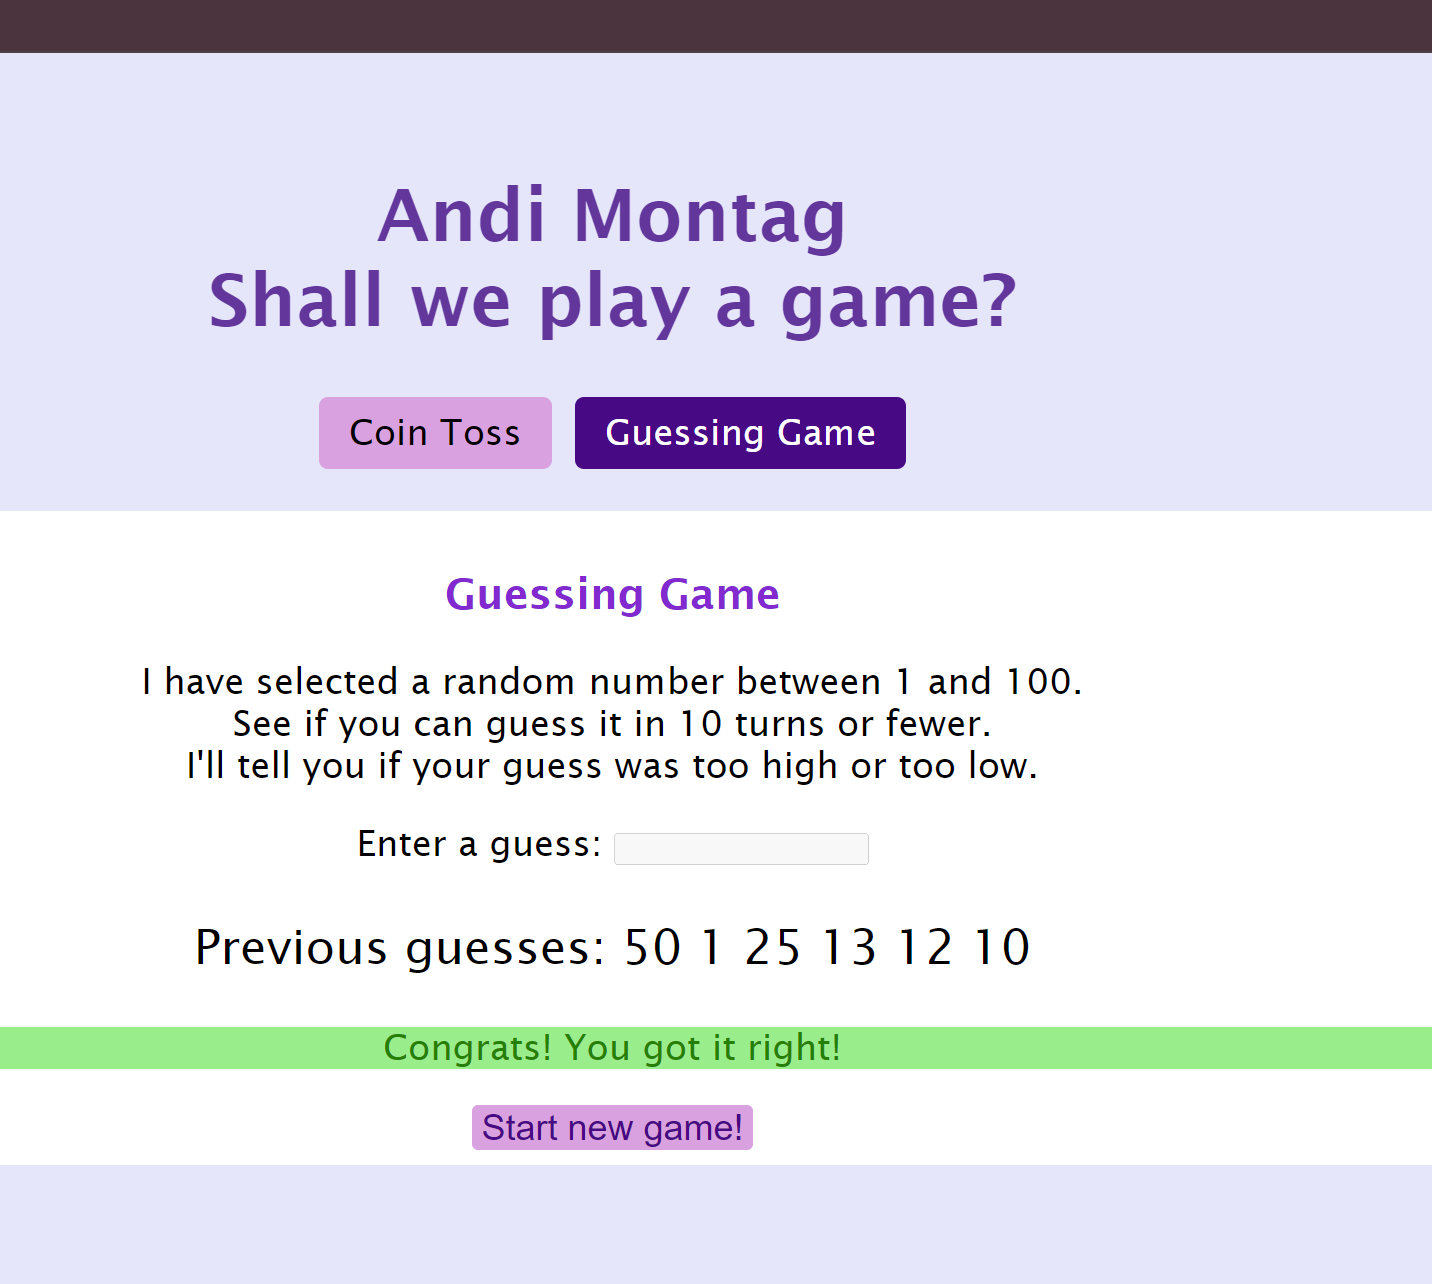 Andi Montag
Shall we play a game?
Coin Toss Guessing Game
Guessing Game
I have selected a random number between 1 and 100.
See if you can guess it in 10 turns or fewer.
I'll tell you if your guess was too high or too low.
Enter a guess:
Previous guesses: 50 1 25 13 12 10
Congrats! You got it right!
Start new game!